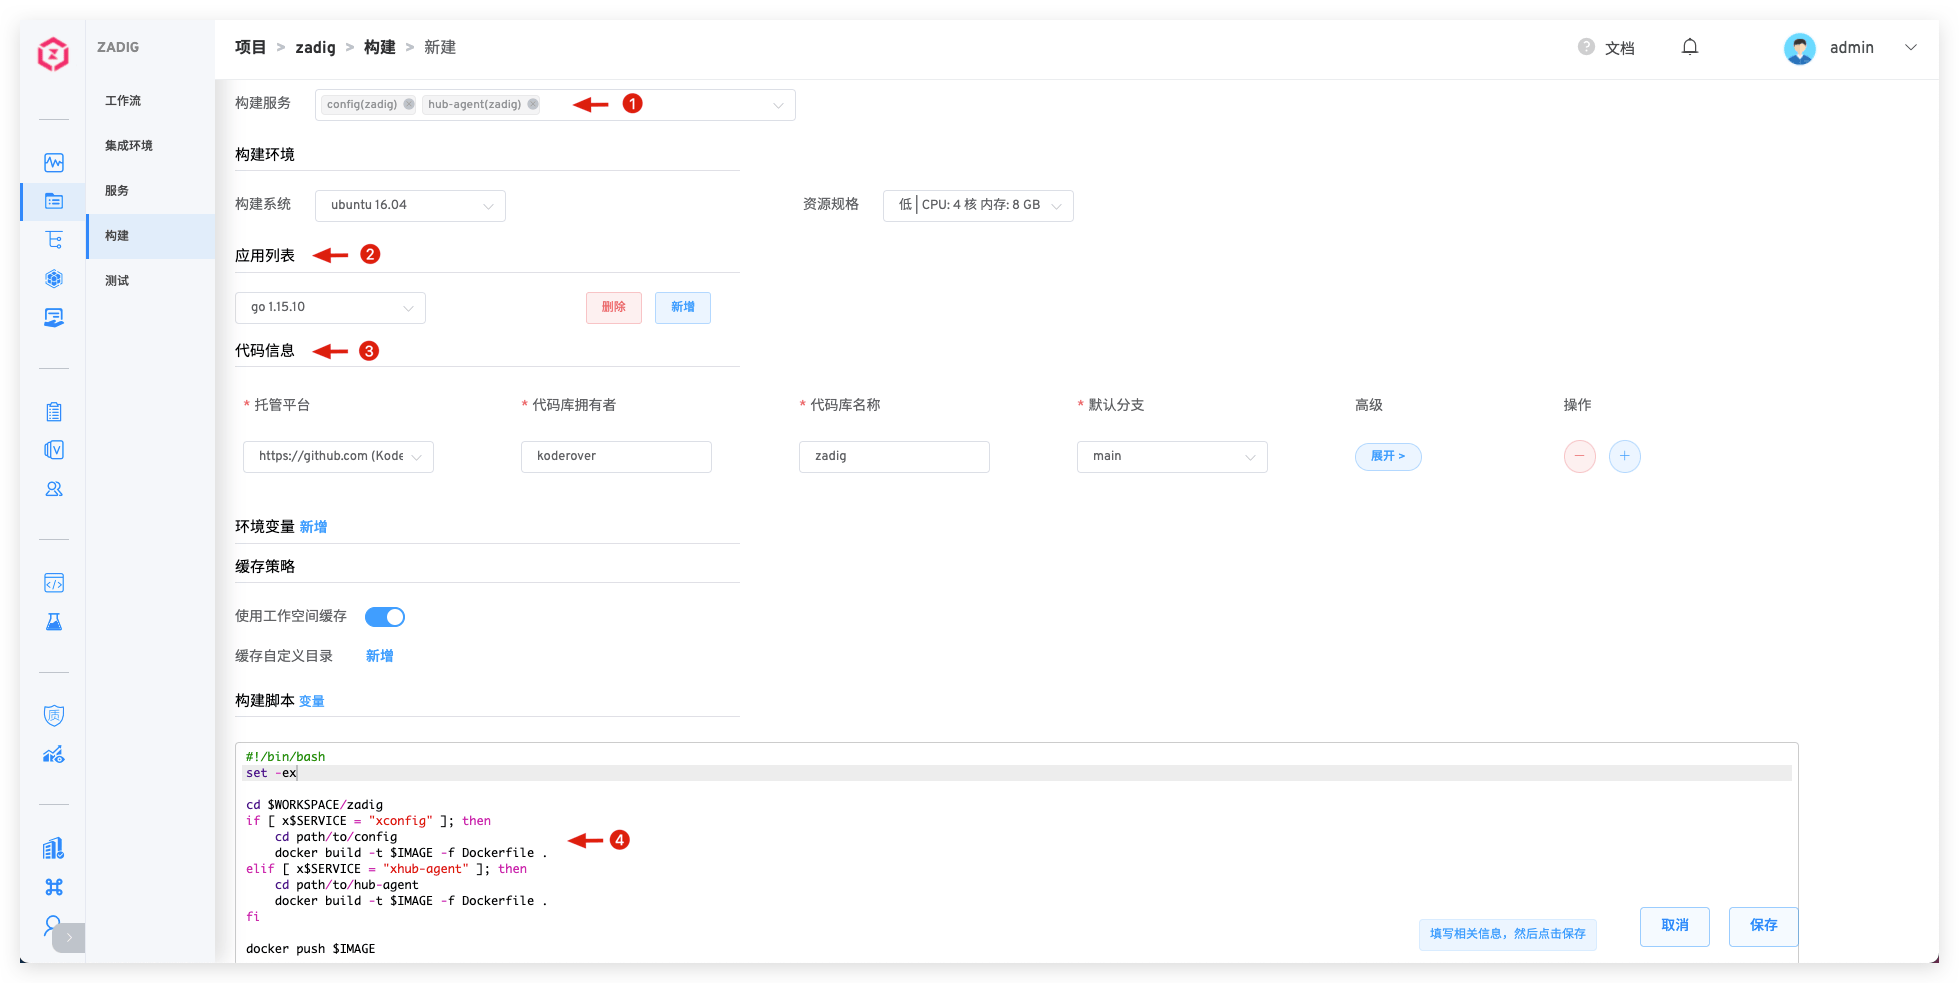 ZADIG
项目 > zadig > 构建 > 新建
? 文档
admin
工作流
集成环境
服务
构建
测试
构建服务 config(zadig) hub-agent(zadig) 1
构建环境
构建系统 ubuntu 16.04 资源规格 低 | CPU: 4 核 内存: 8 GB
应用列表 2
go 1.15.10 删除 新增
代码信息 3
* 托管平台 * 代码库拥有者 * 代码库名称 * 默认分支 高级 操作
https://github.com (Kode koderover zadig main 展开 > − +
环境变量 新增
缓存策略
使用工作空间缓存
缓存自定义目录 新增
构建脚本 变量
#!/bin/bash
set -ex
cd $WORKSPACE/zadig
if [ x$SERVICE = "xconfig" ]; then
cd path/to/config
4
docker build -t $IMAGE -f Dockerfile .
elif [ x$SERVICE = "xhub-agent" ]; then
cd path/to/hub-agent
docker build -t $IMAGE -f Dockerfile .
fi
docker push $IMAGE
填写相关信息，然后点击保存 取消 保存
质